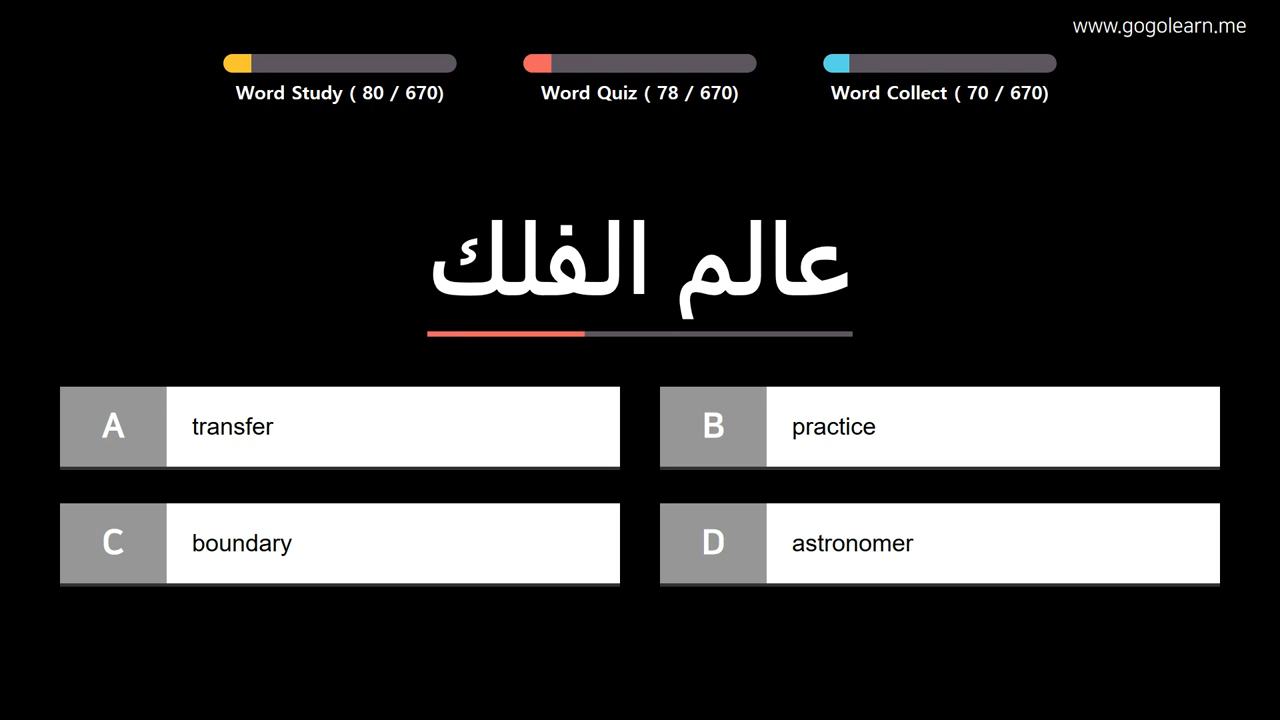 www.gogolearn.me
Word Study ( 80 / 670)
Word Quiz ( 78 / 670)
Word Collect ( 70 / 670)
عالم الفلك
A transfer
B practice
C boundary
D astronomer